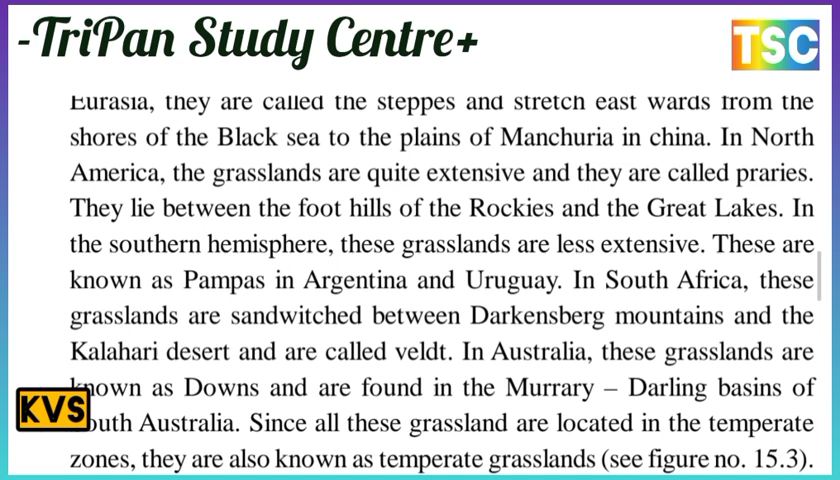 -TriPan Study Centre+
TSC
Eurasia, they are called the steppes and stretch east wards from the
shores of the Black sea to the plains of Manchuria in china. In North
America, the grasslands are quite extensive and they are called praries.
They lie between the foot hills of the Rockies and the Great Lakes. In
the southern hemisphere, these grasslands are less extensive. These are
known as Pampas in Argentina and Uruguay. In South Africa, these
grasslands are sandwitched between Darkensberg mountains and the
Kalahari desert and are called veldt. In Australia, these grasslands are
known as Downs and are found in the Murrary – Darling basins of
KVS
outh Australia. Since all these grassland are located in the temperate
zones, they are also known as temperate grasslands (see figure no. 15.3).